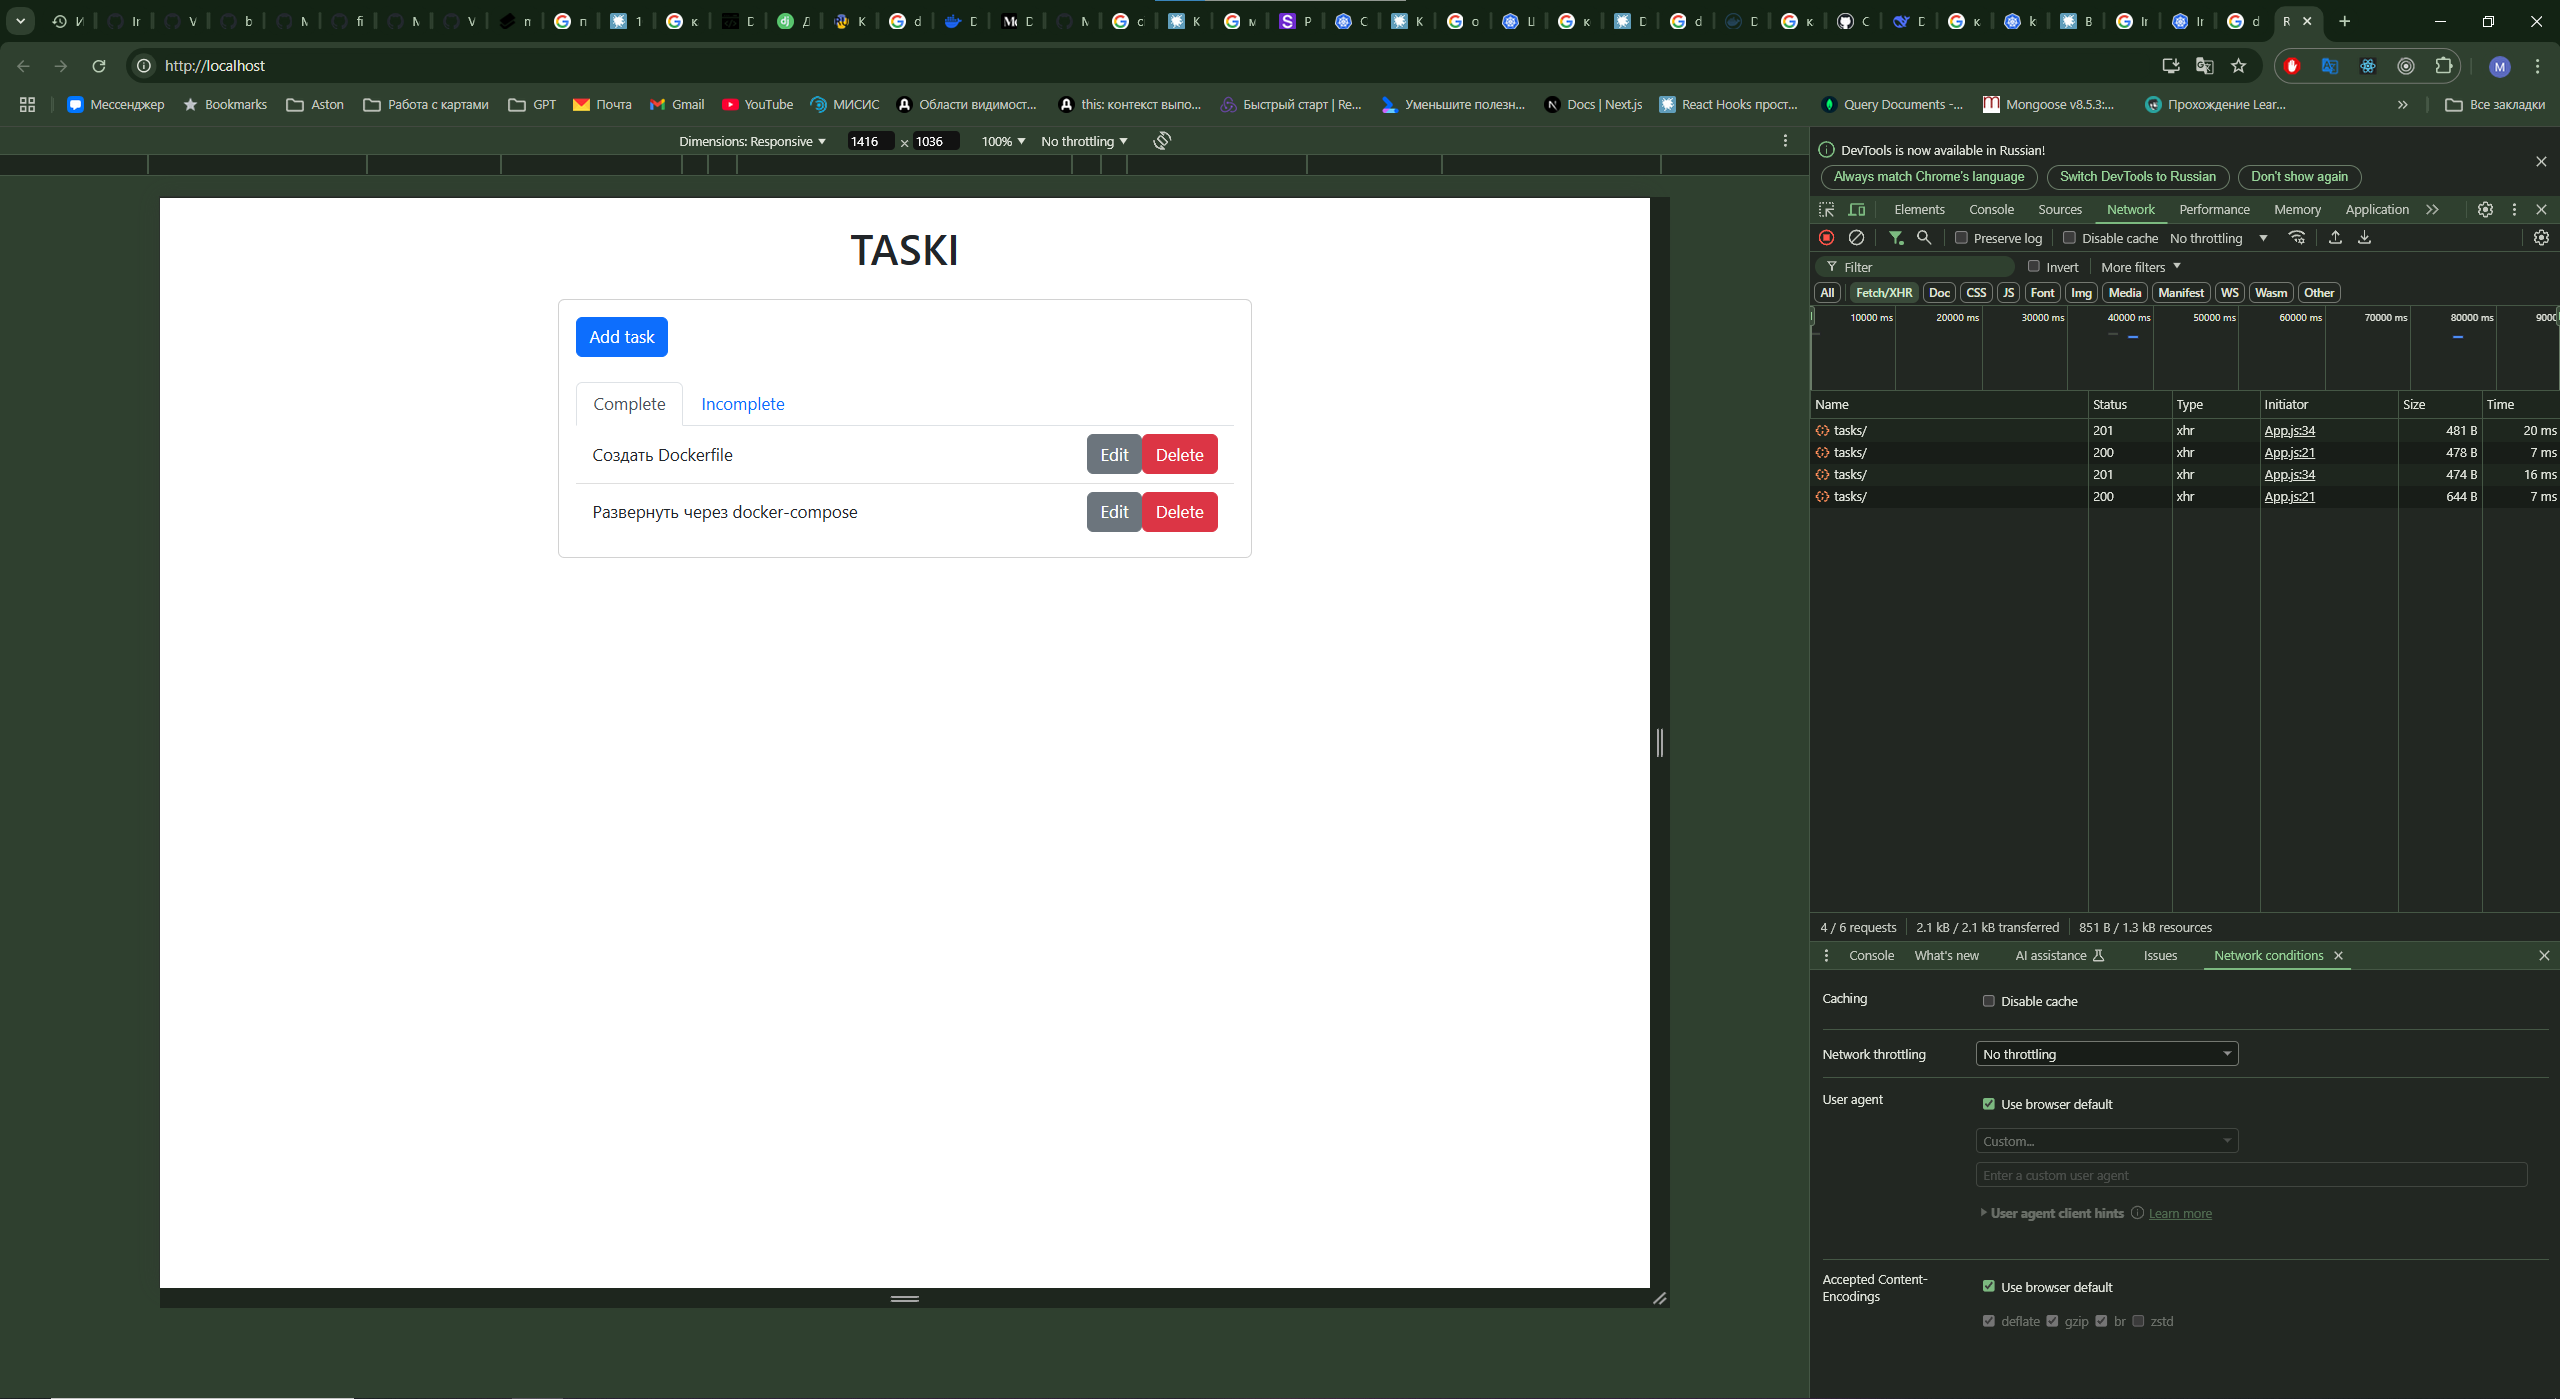 И Ir V b M fi M V m G п 1 к D Д K d D D M с K м P С K о Ц к D d D к С D к k B Ir Ir d R
http://localhost
M
Мессенджер Bookmarks Aston Работа с картами GPT Почта Gmail YouTube МИСИС Области видимост... this: контекст выпо... Быстрый старт | Re... Уменьшите полезн... Docs | Next.js React Hooks прост... Query Documents -... Mongoose v8.5.3:... Прохождение Lear... Все закладки
Dimensions: Responsive 1416 × 1036 100% No throttling
TASKI
Add task
Complete Incomplete
Создать Dockerfile Edit Delete
Развернуть через docker-compose Edit Delete
DevTools is now available in Russian!
Always match Chrome's language Switch DevTools to Russian Don't show again
Elements Console Sources Network Performance Memory Application
Preserve log Disable cache No throttling
Filter Invert More filters
All Fetch/XHR Doc CSS JS Font Img Media Manifest WS Wasm Other
10000 ms 20000 ms 30000 ms 40000 ms 50000 ms 60000 ms 70000 ms 80000 ms 9000
Name Status Type Initiator Size Time
tasks/ 201 xhr App.js:34 481 B 20 ms
tasks/ 200 xhr App.js:21 478 B 7 ms
tasks/ 201 xhr App.js:34 474 B 16 ms
tasks/ 200 xhr App.js:21 644 B 7 ms
4 / 6 requests 2.1 kB / 2.1 kB transferred 851 B / 1.3 kB resources
Console What's new AI assistance Issues Network conditions
Caching Disable cache
Network throttling No throttling
User agent Use browser default
Custom...
Enter a custom user agent
User agent client hints Learn more
Accepted Content-
Encodings
Use browser default
deflate gzip br zstd